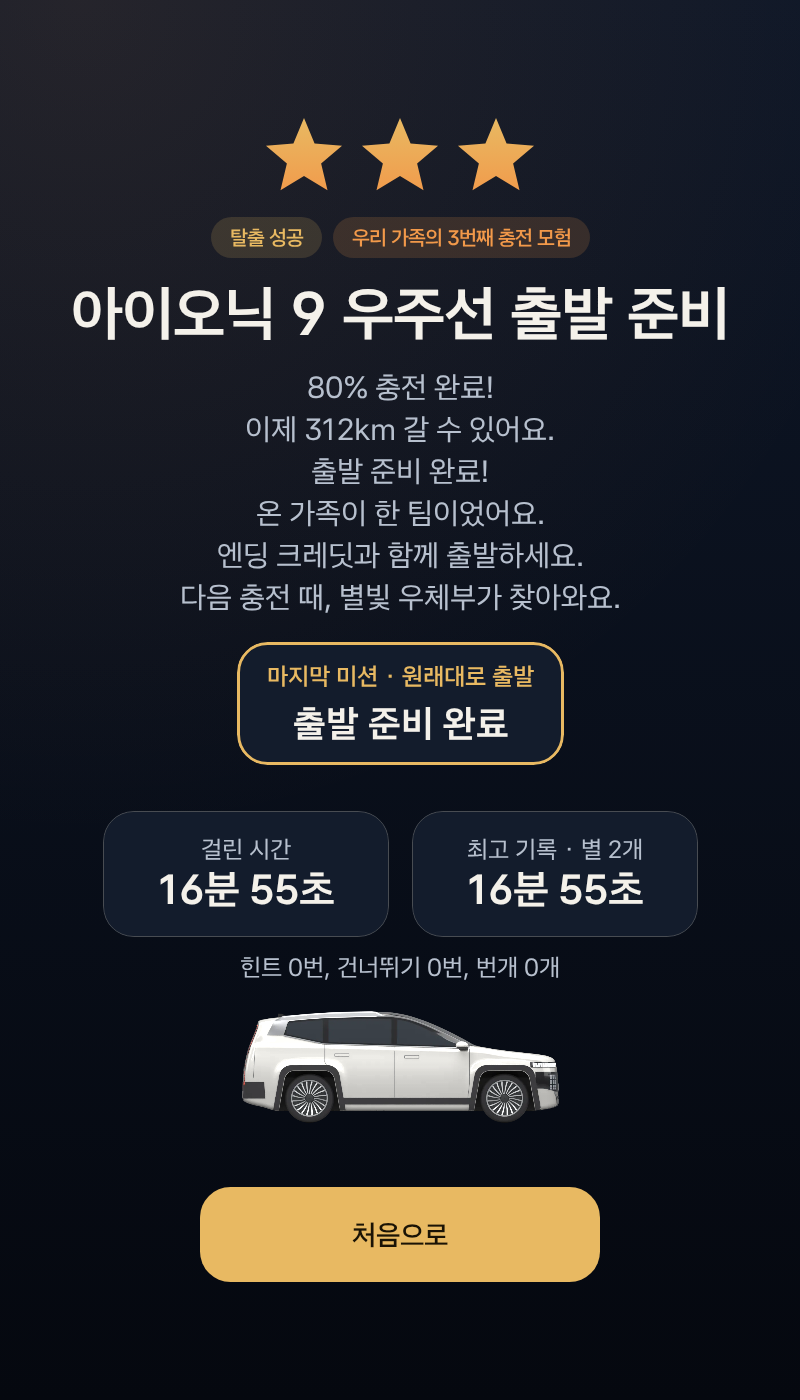 탈출 성공
우리 가족의 3번째 충전 모험
아이오닉 9 우주선 출발 준비
80% 충전 완료!
이제 312km 갈 수 있어요.
출발 준비 완료!
온 가족이 한 팀이었어요.
엔딩 크레딧과 함께 출발하세요.
다음 충전 때, 별빛 우체부가 찾아와요.
마지막 미션 · 원래대로 출발
출발 준비 완료
걸린 시간
16분 55초
최고 기록 · 별 2개
16분 55초
힌트 0번, 건너뛰기 0번, 번개 0개
처음으로